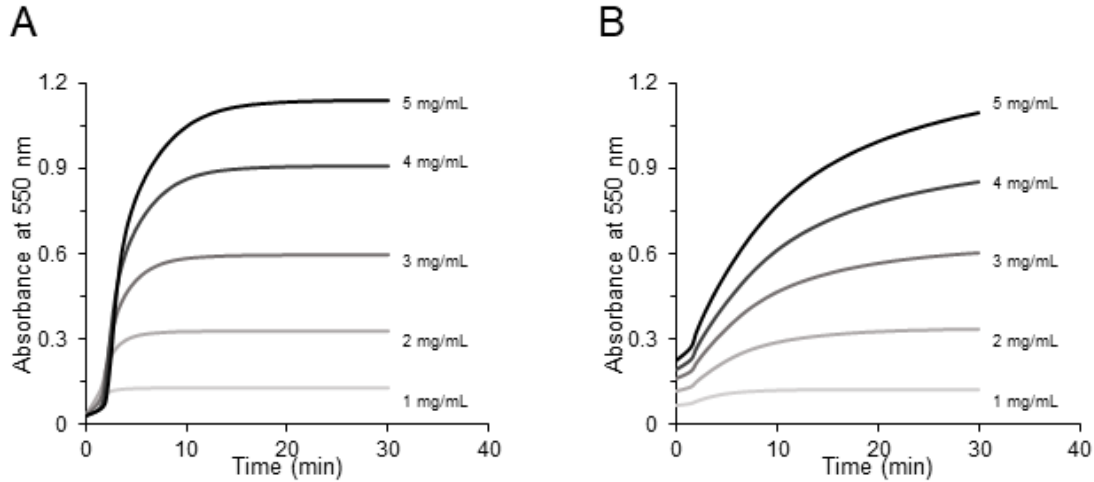 A
Absorbance at 550 nm
1.2
0.9
0.6
0.3
0
5 mg/mL
4 mg/mL
3 mg/mL
2 mg/mL
1 mg/mL
0
10
20
30
40
Time (min)
B
Absorbance at 550 nm
1.2
0.9
0.6
0.3
0
5 mg/mL
4 mg/mL
3 mg/mL
2 mg/mL
1 mg/mL
0
10
20
30
40
Time (min)